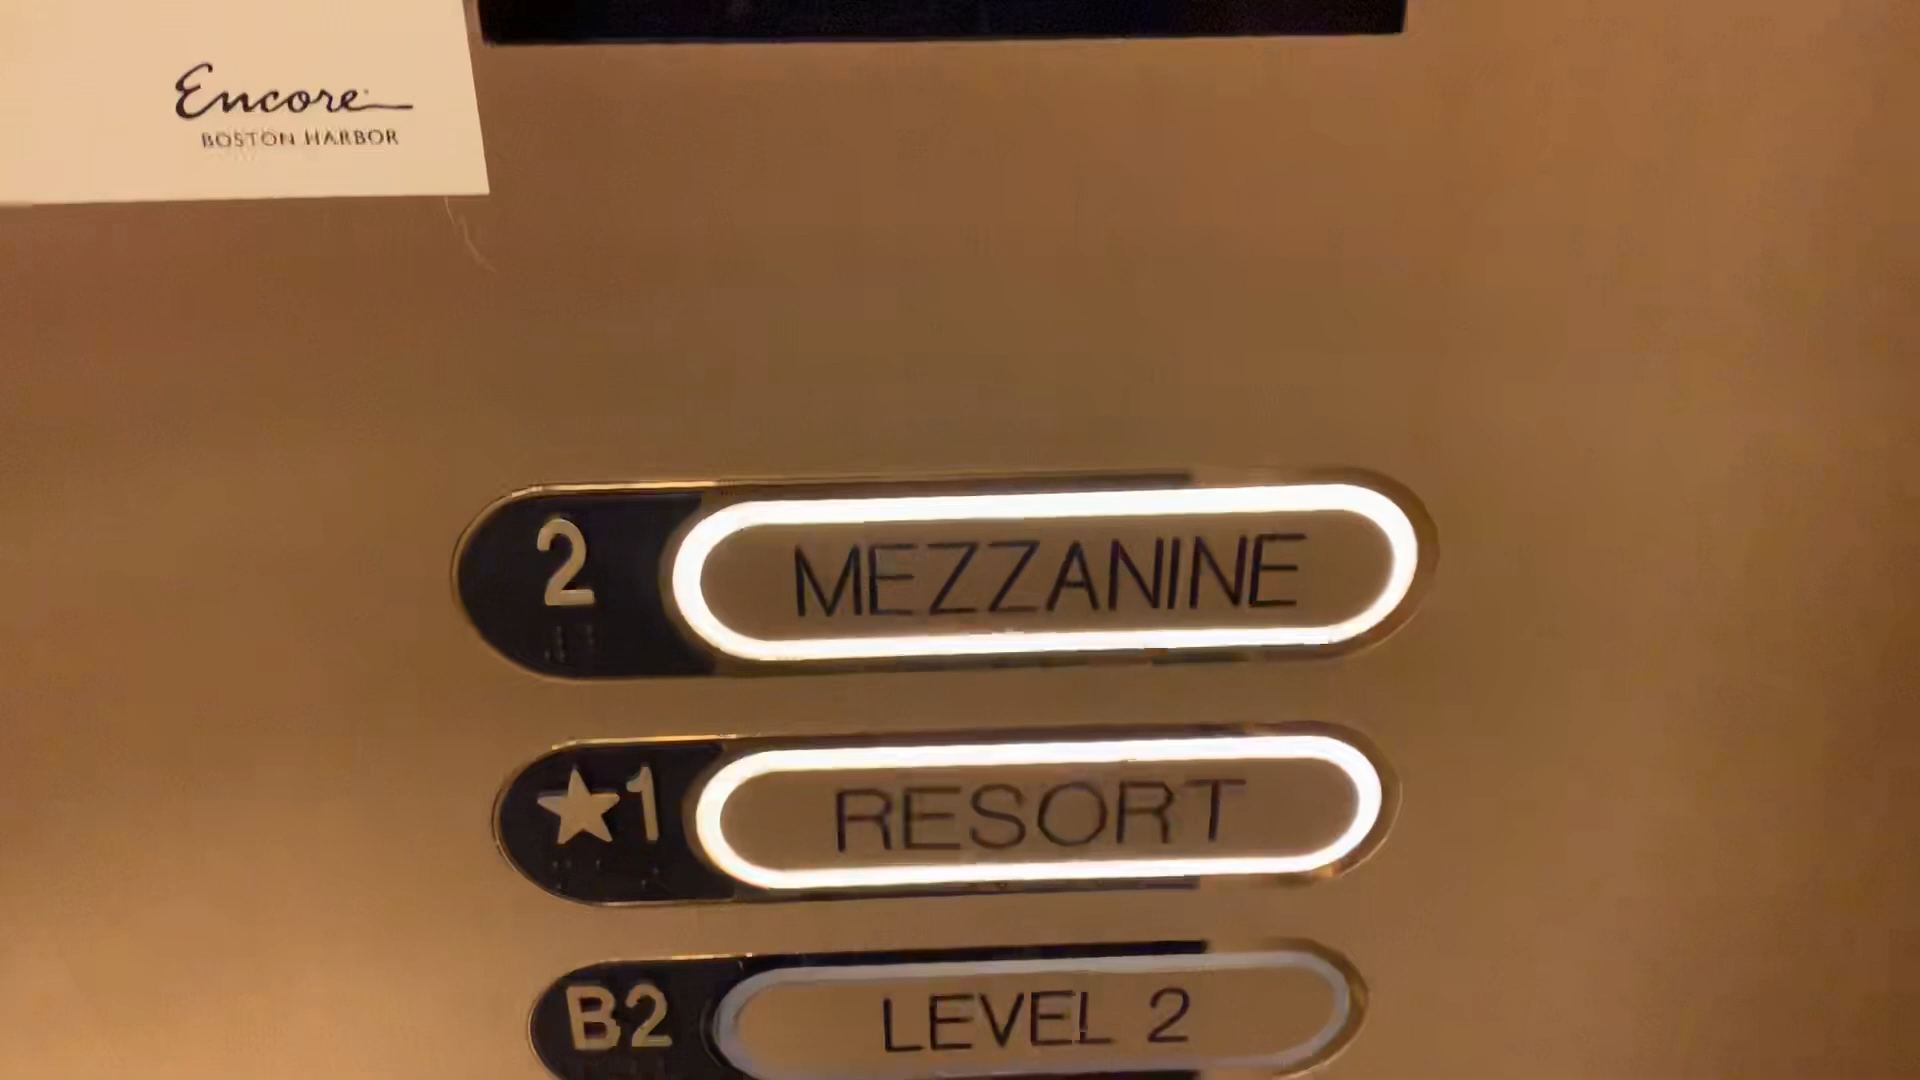 Encore
BOSTON HARBOR
2 MEZZANINE
★1 RESORT
B2 LEVEL 2